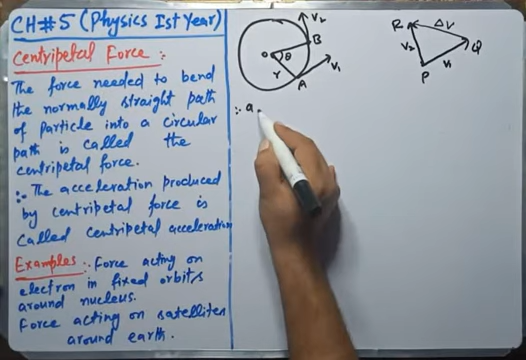 CH#5 (Physics Ist Year)
Centripetal Force :-
The force needed to bend
the normally straight path
of particle into a circular
path is called the
centripetal force.
∴ The acceleration produced
by centripetal force is
called centripetal acceleration
Examples :- Force acting on
electron in fixed orbits
around nucleus.
Force acting on satellites
around earth.
V₂
B
O θ
r
V₁
A
R ΔV
V₂ Q
V₁
P
∵ a